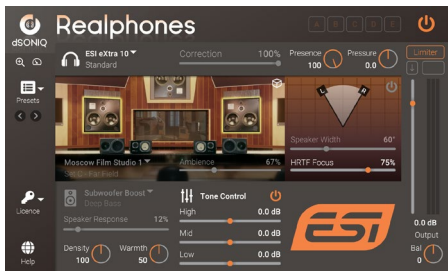 dSONIQ
Realphones
A B C D E
ESI eXtra 10
Standard
Correction 100%
Presence 100
Pressure 0.0
Limiter
Presets
Moscow Film Studio 1
Ambience 67%
L R
Speaker Width 60°
HRTF Focus 75%
Licence
Help
Subwoofer Boost
Deep Bass
Speaker Response 12%
Density 100
Warmth 50
Tone Control
High 0.0 dB
Mid 0.0 dB
Low 0.0 dB
ESI
0.0 dB
Output
Bal 0